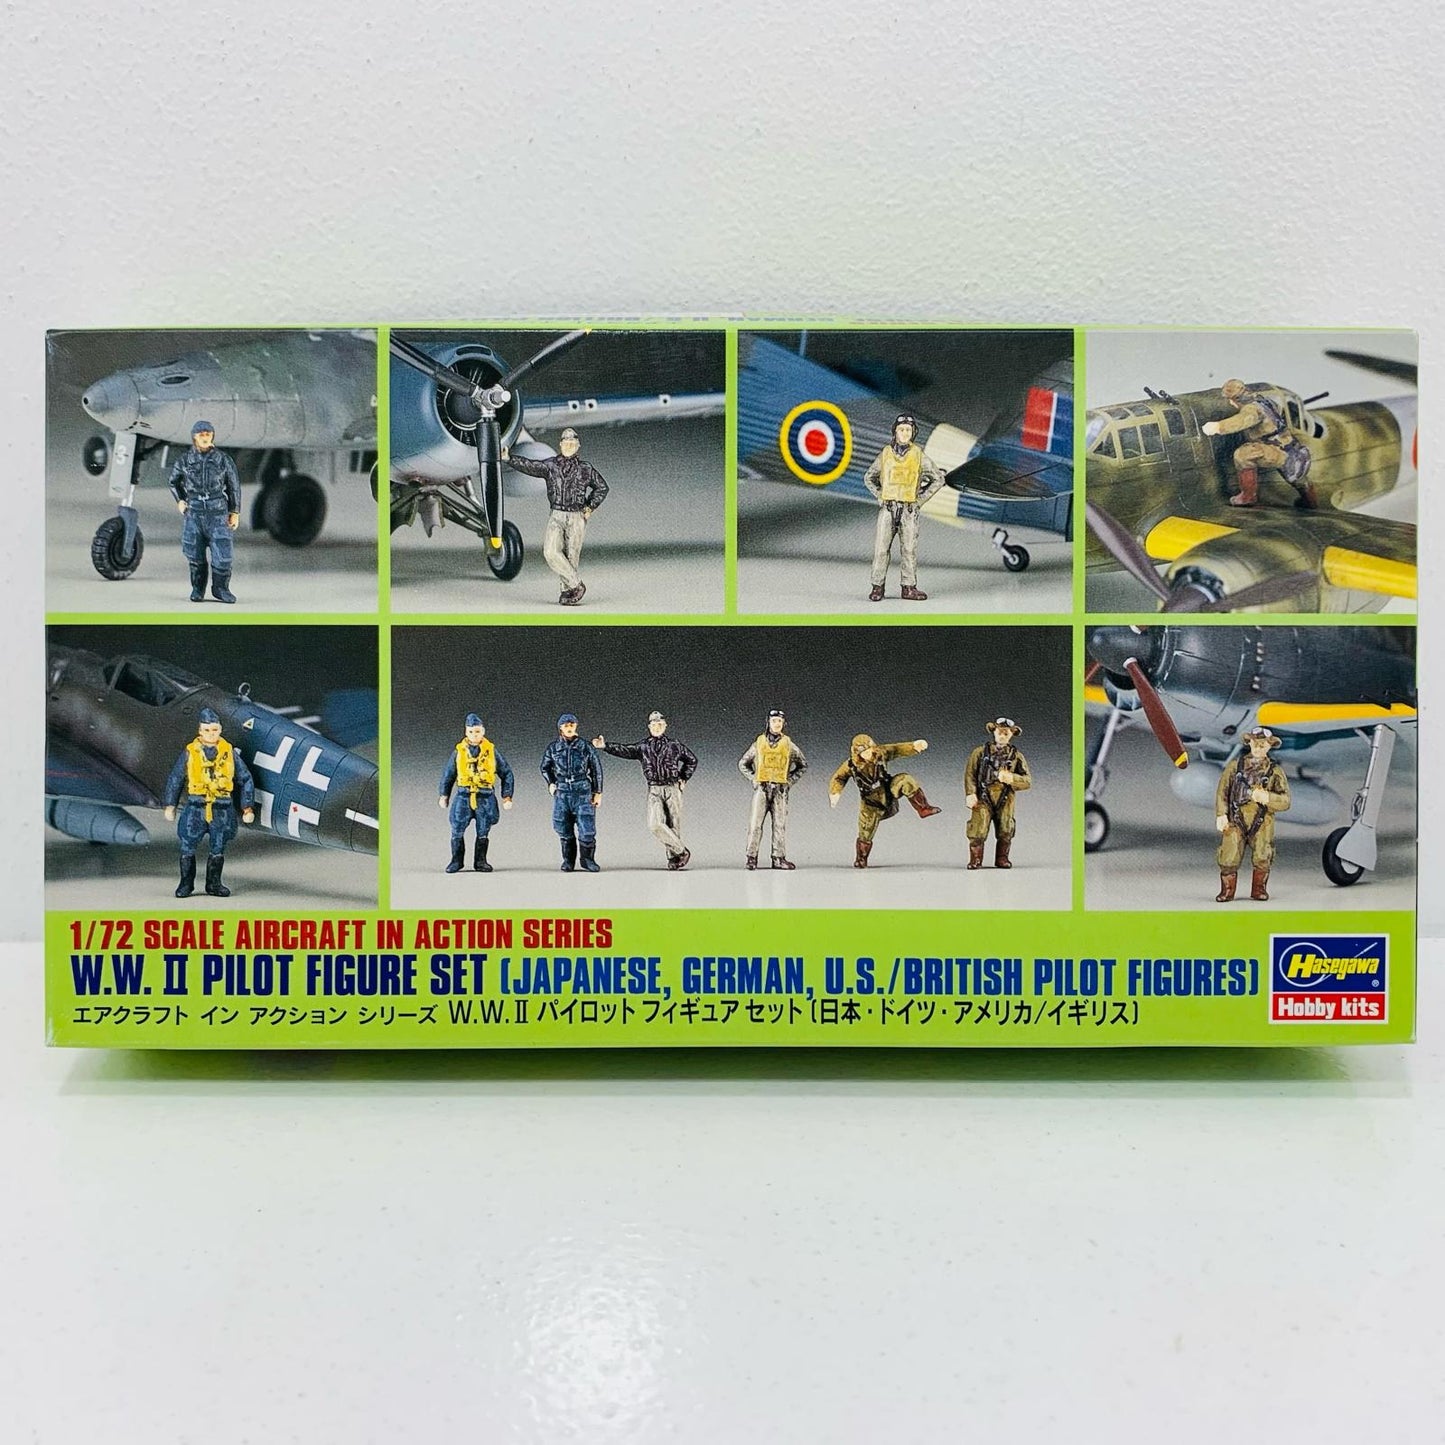 1/72 SCALE AIRCRAFT IN ACTION SERIES
W.W. II PILOT FIGURE SET (JAPANESE, GERMAN, U.S./BRITISH PILOT FIGURES)
エアクラフト イン アクション シリーズ W.W.II パイロット フィギュア セット (日本・ドイツ・アメリカ/イギリス)
Hasegawa®
Hobby kits